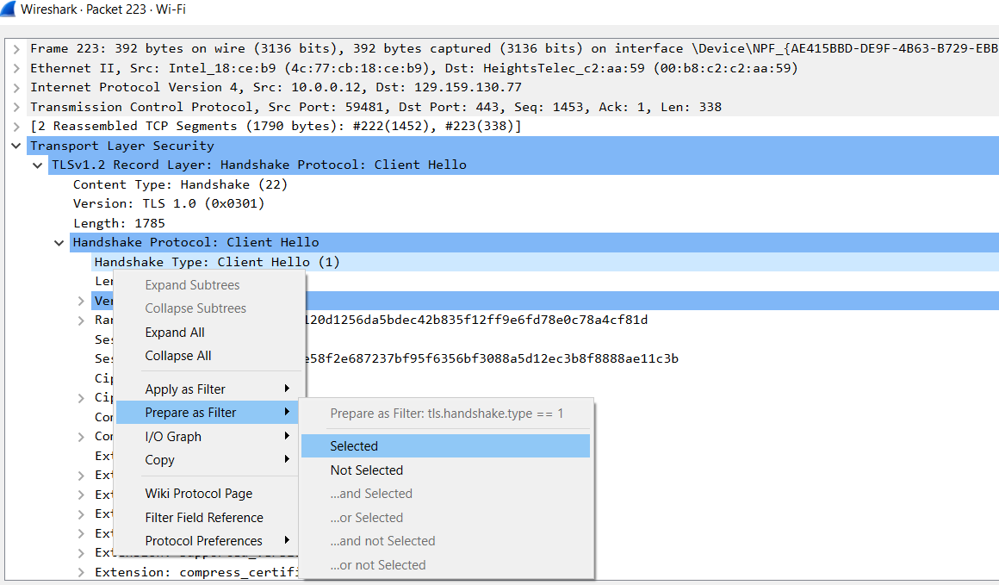 Wireshark · Packet 223 · Wi-Fi
Frame 223: 392 bytes on wire (3136 bits), 392 bytes captured (3136 bits) on interface \Device\NPF_{AE415BBD-DE9F-4B63-B729-EBB
Ethernet II, Src: Intel_18:ce:b9 (4c:77:cb:18:ce:b9), Dst: HeightsTelec_c2:aa:59 (00:b8:c2:c2:aa:59)
Internet Protocol Version 4, Src: 10.0.0.12, Dst: 129.159.130.77
Transmission Control Protocol, Src Port: 59481, Dst Port: 443, Seq: 1453, Ack: 1, Len: 338
[2 Reassembled TCP Segments (1790 bytes): #222(1452), #223(338)]
Transport Layer Security
TLSv1.2 Record Layer: Handshake Protocol: Client Hello
Content Type: Handshake (22)
Version: TLS 1.0 (0x0301)
Length: 1785
Handshake Protocol: Client Hello
Handshake Type: Client Hello (1)
Ler
Ver
Rar 120d1256da5bdec42b835f12ff9e6fd78e0c78a4cf81d
Ses
Ses e58f2e687237bf95f6356bf3088a5d12ec3b8f8888ae11c3b
Cip
Cip
Cor
Cor
Ext
Ext
Ext
Ext
Ext
Extension: compress_certifi
Expand Subtrees
Collapse Subtrees
Expand All
Collapse All
Apply as Filter
Prepare as Filter
I/O Graph
Copy
Wiki Protocol Page
Filter Field Reference
Protocol Preferences
Prepare as Filter: tls.handshake.type == 1
Selected
Not Selected
...and Selected
...or Selected
...and not Selected
...or not Selected